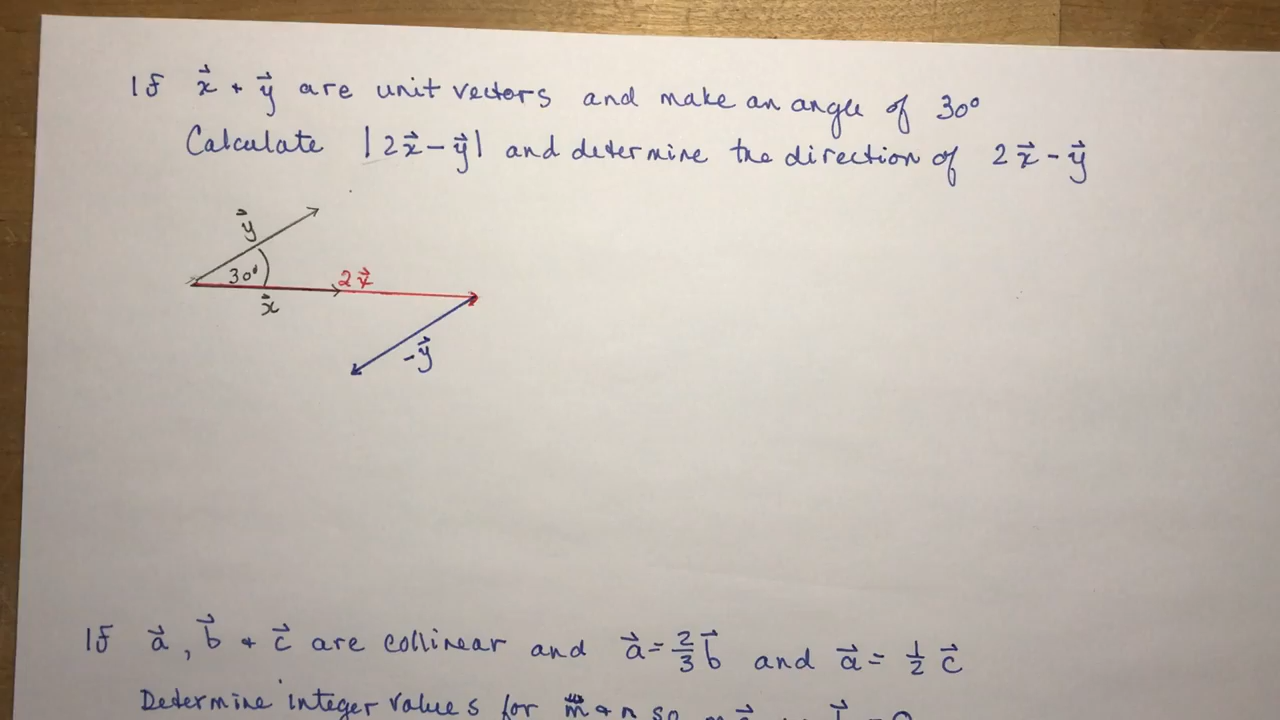 If x⃗ + y⃗ are unit vectors and make an angle of 30°
Calculate |2x⃗ - y⃗| and determine the direction of 2x⃗ - y⃗
y⃗
30°
2x⃗
x⃗
-y⃗
If a⃗, b⃗ + c⃗ are collinear and a⃗ = 2/3 b⃗ and a⃗ = 1/2 c⃗
Determine integer values for m + n so